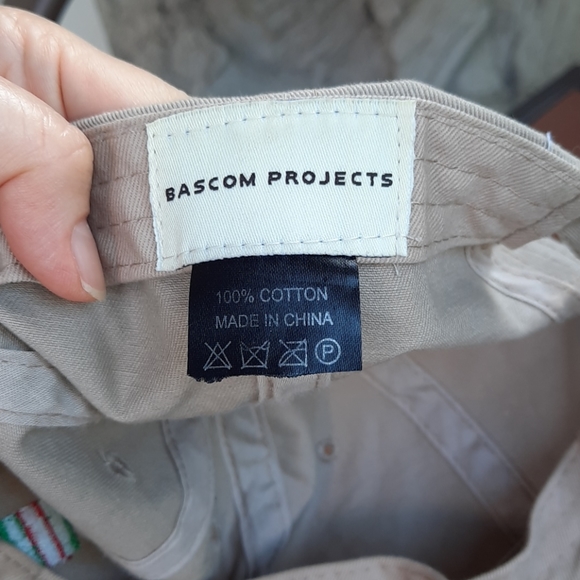 BASCOM PROJECTS
100% COTTON
MADE IN CHINA
P